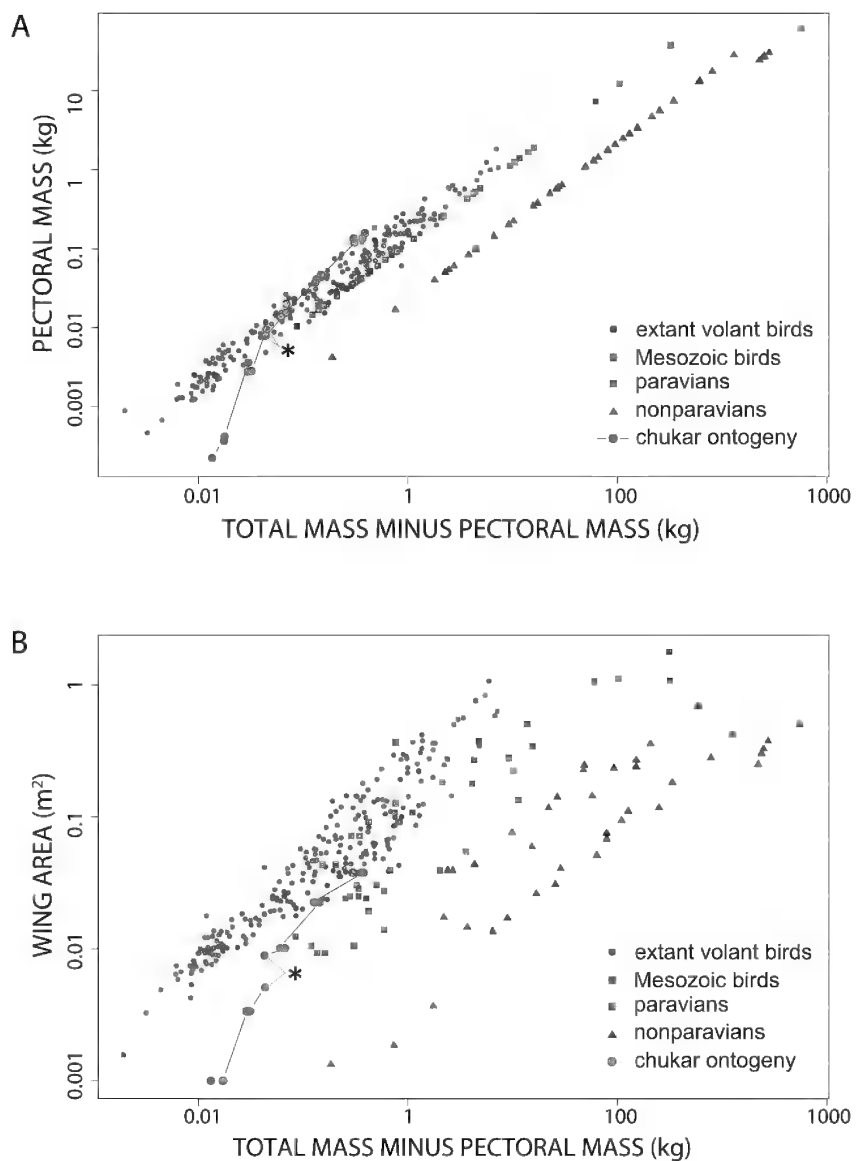 A
PECTORAL MASS (kg)
10
1
0.1
0.01
0.001
*
extant volant birds
Mesozoic birds
paravians
nonparavians
chukar ontogeny
0.01
1
100
1000
TOTAL MASS MINUS PECTORAL MASS (kg)
B
WING AREA (m²)
1
0.1
0.01
0.001
*
extant volant birds
Mesozoic birds
paravians
nonparavians
chukar ontogeny
0.01
1
100
1000
TOTAL MASS MINUS PECTORAL MASS (kg)